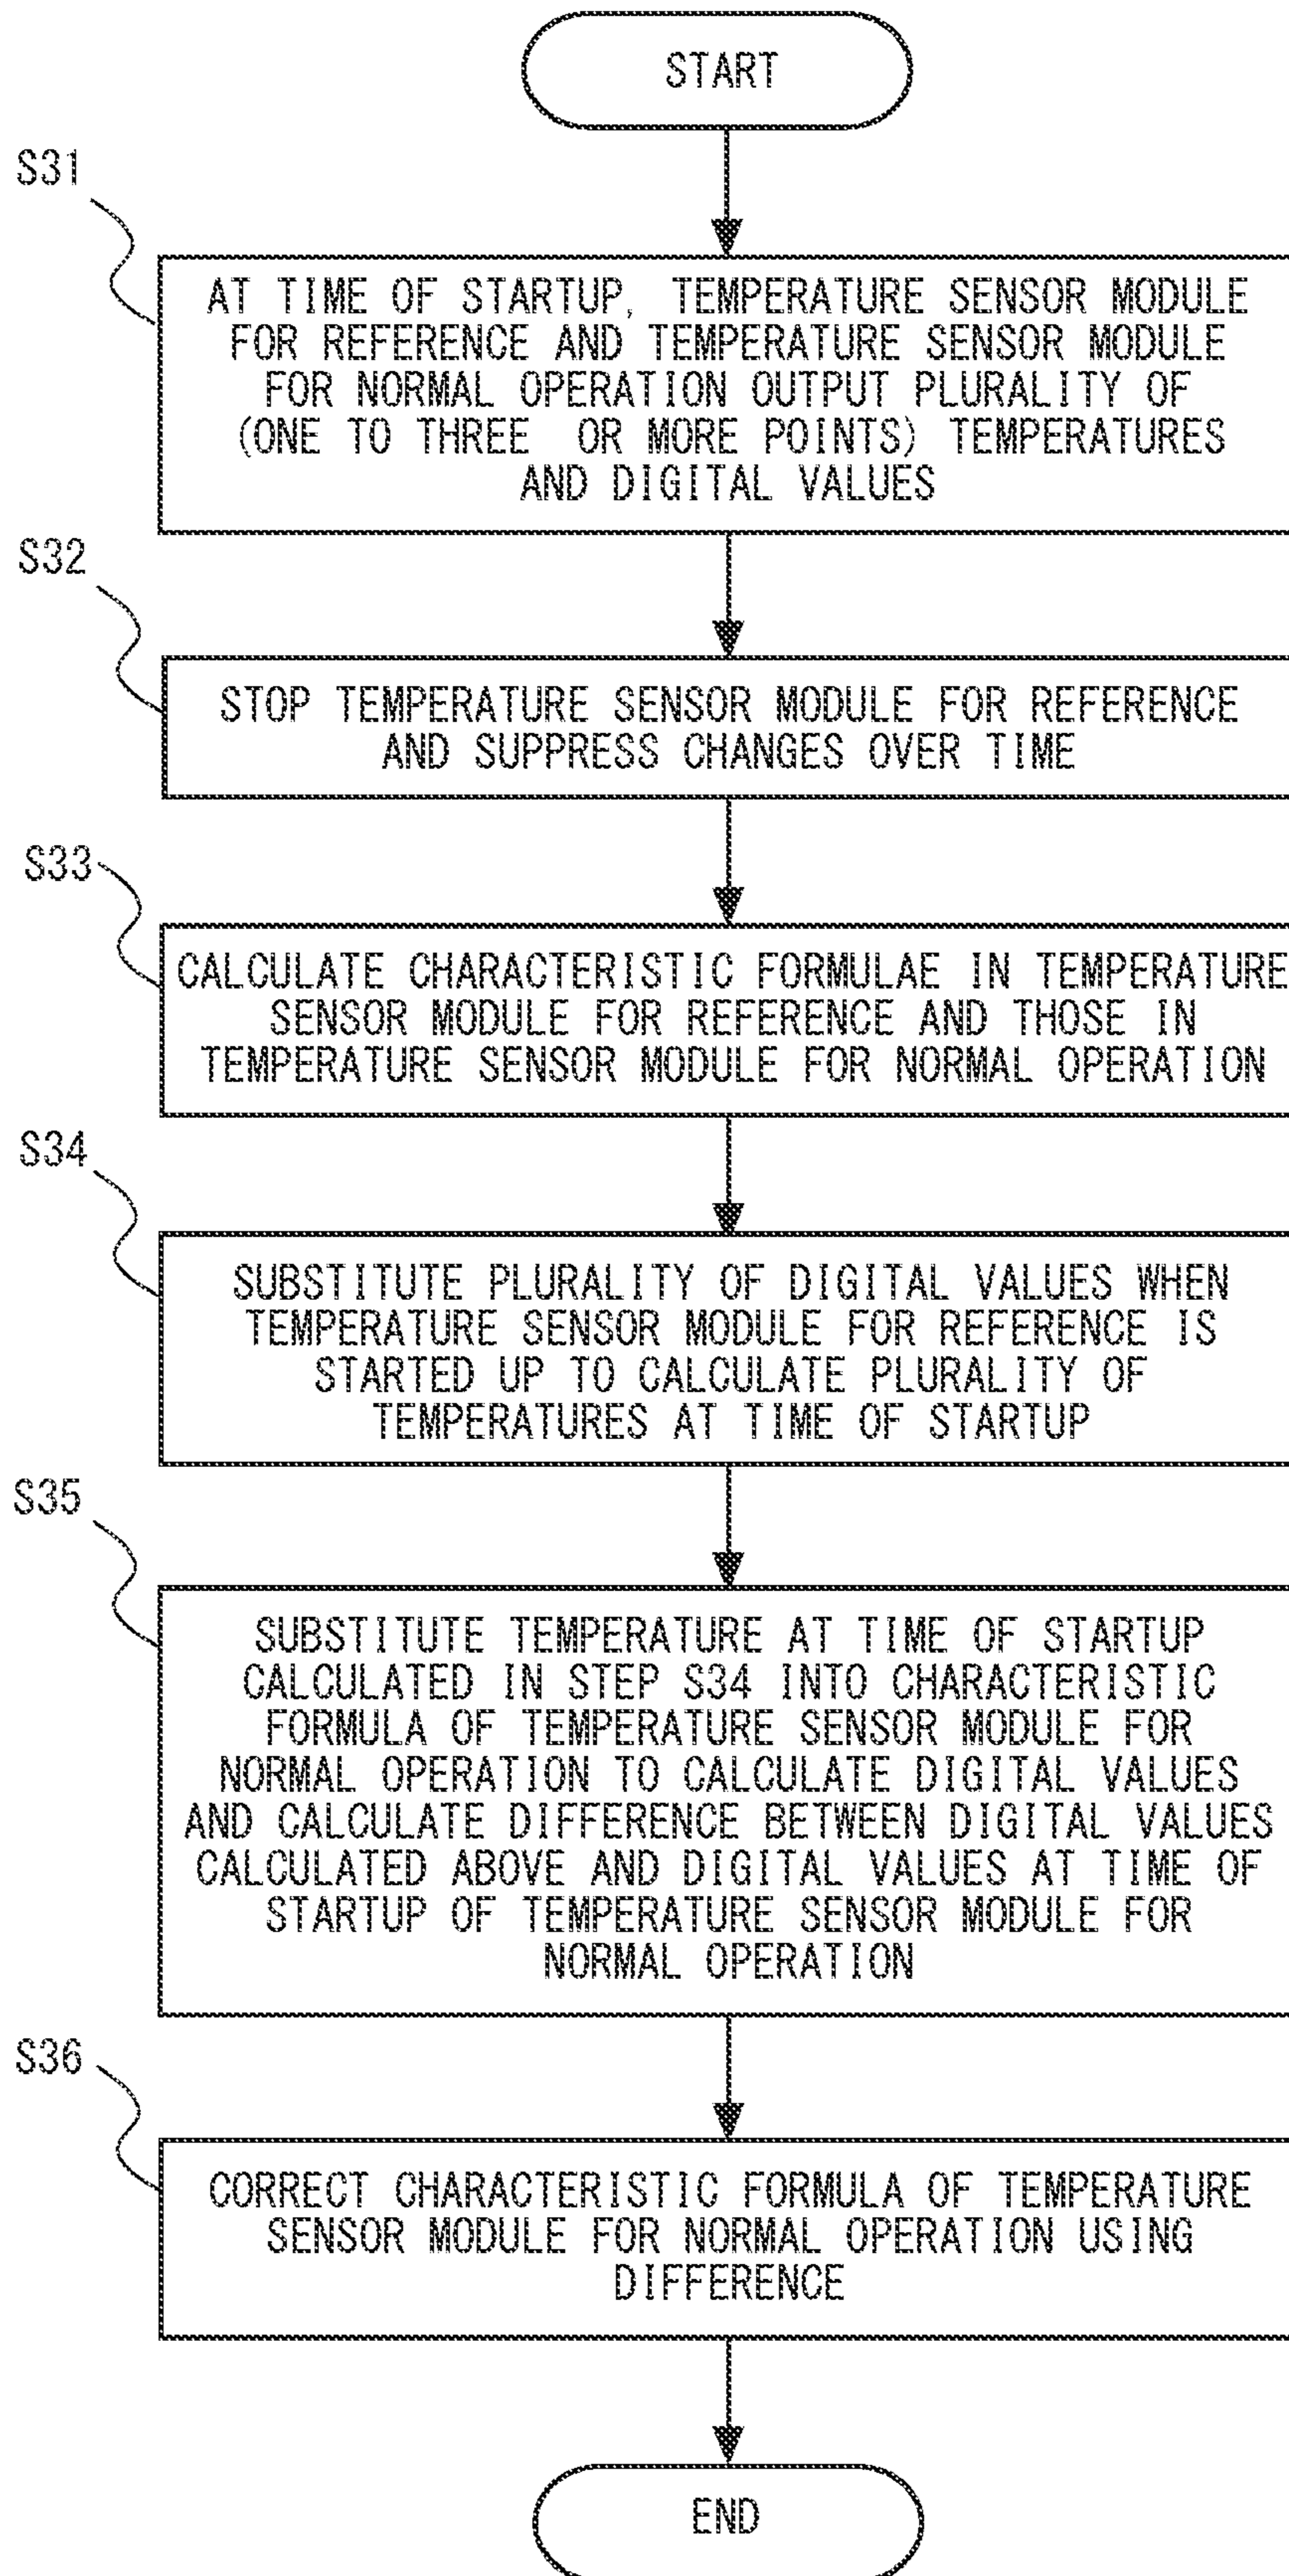 START
S31
AT TIME OF STARTUP, TEMPERATURE SENSOR MODULE
FOR REFERENCE AND TEMPERATURE SENSOR MODULE
FOR NORMAL OPERATION OUTPUT PLURALITY OF
(ONE TO THREE OR MORE POINTS) TEMPERATURES
AND DIGITAL VALUES
S32
STOP TEMPERATURE SENSOR MODULE FOR REFERENCE
AND SUPPRESS CHANGES OVER TIME
S33
CALCULATE CHARACTERISTIC FORMULAE IN TEMPERATURE
SENSOR MODULE FOR REFERENCE AND THOSE IN
TEMPERATURE SENSOR MODULE FOR NORMAL OPERATION
S34
SUBSTITUTE PLURALITY OF DIGITAL VALUES WHEN
TEMPERATURE SENSOR MODULE FOR REFERENCE IS
STARTED UP TO CALCULATE PLURALITY OF
TEMPERATURES AT TIME OF STARTUP
S35
SUBSTITUTE TEMPERATURE AT TIME OF STARTUP
CALCULATED IN STEP S34 INTO CHARACTERISTIC
FORMULA OF TEMPERATURE SENSOR MODULE FOR
NORMAL OPERATION TO CALCULATE DIGITAL VALUES
AND CALCULATE DIFFERENCE BETWEEN DIGITAL VALUES
CALCULATED ABOVE AND DIGITAL VALUES AT TIME OF
STARTUP OF TEMPERATURE SENSOR MODULE FOR
NORMAL OPERATION
S36
CORRECT CHARACTERISTIC FORMULA OF TEMPERATURE
SENSOR MODULE FOR NORMAL OPERATION USING
DIFFERENCE
END